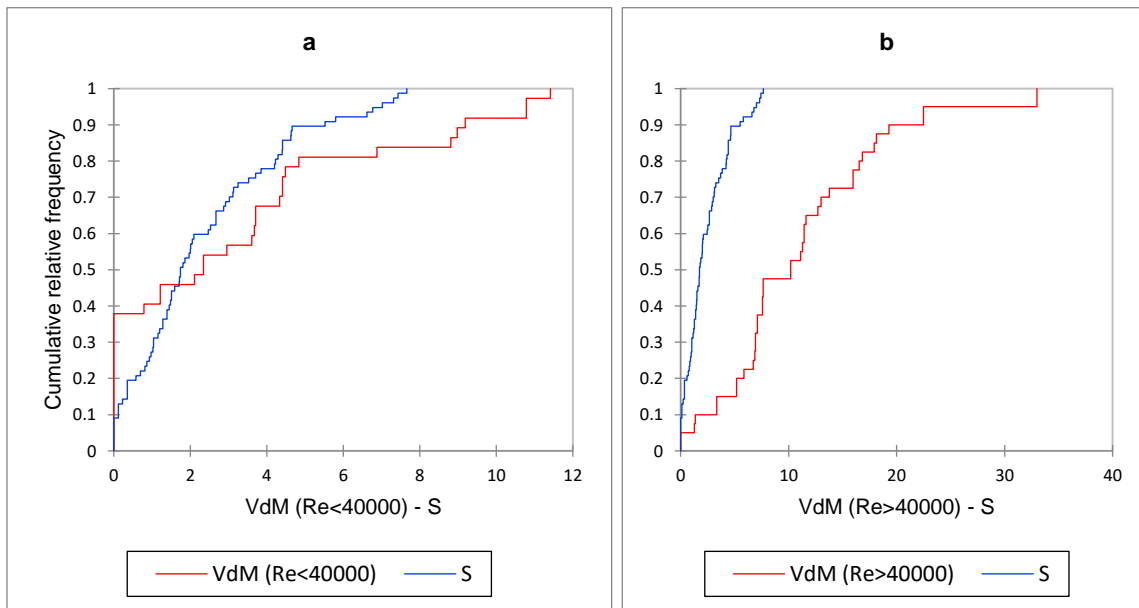 a
Cumulative relative frequency
1
0.9
0.8
0.7
0.6
0.5
0.4
0.3
0.2
0.1
0
0 2 4 6 8 10 12
VdM (Re<40000) - S
VdM (Re<40000) S
b
1
0.9
0.8
0.7
0.6
0.5
0.4
0.3
0.2
0.1
0
0 10 20 30 40
VdM (Re>40000) - S
VdM (Re>40000) S